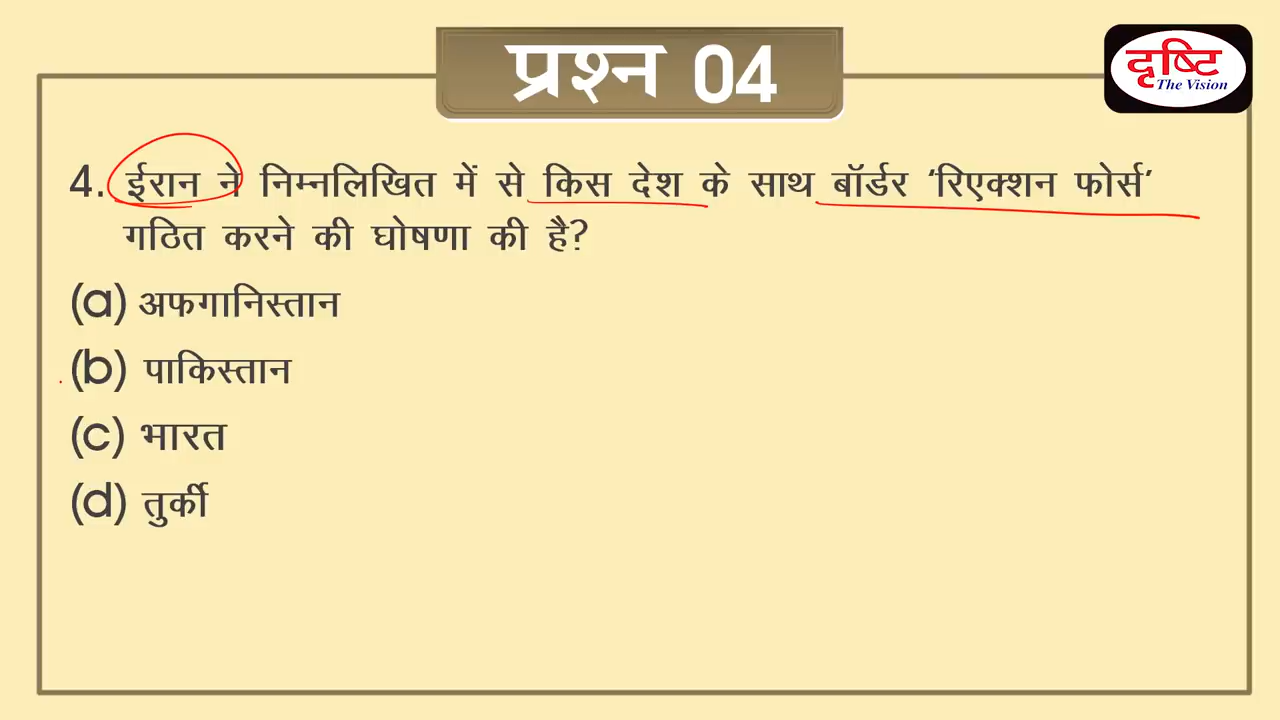 प्रश्न 04
दृष्टि
The Vision
4. ईरान ने निम्नलिखित में से किस देश के साथ बॉर्डर ‘रिएक्शन फोर्स’
गठित करने की घोषणा की है?
(a) अफगानिस्तान
(b) पाकिस्तान
(c) भारत
(d) तुर्की